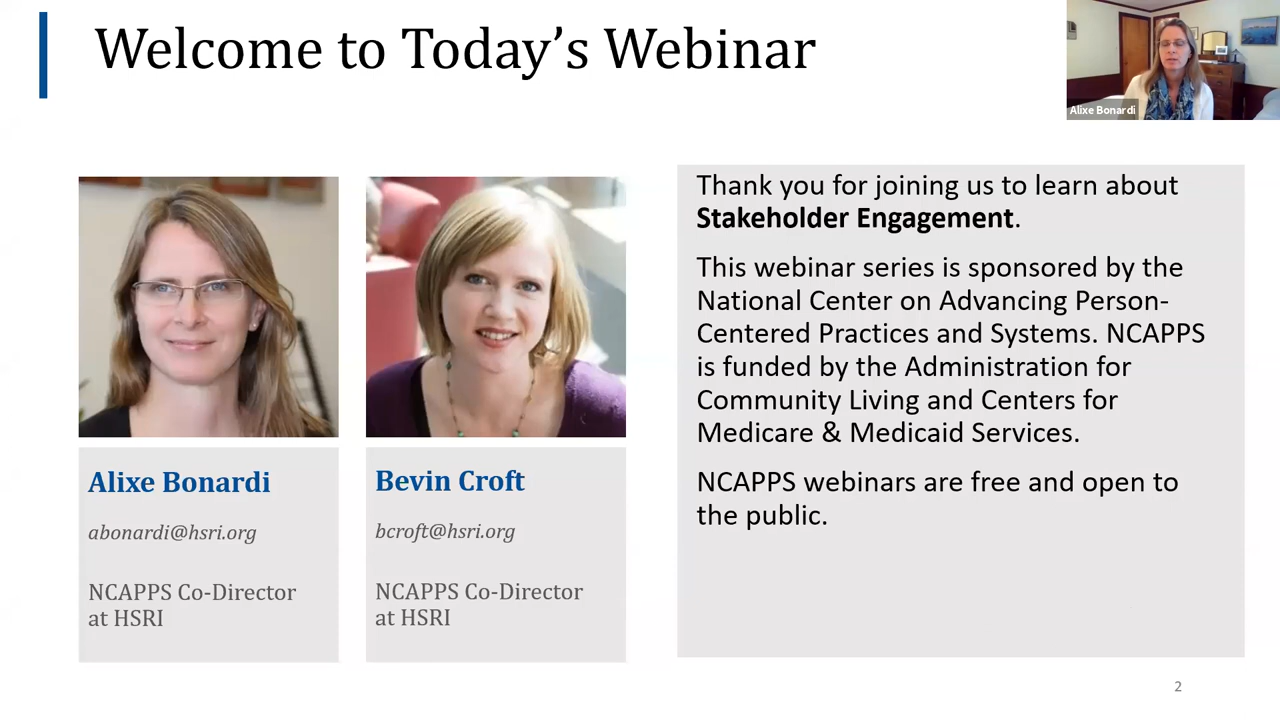 Welcome to Today’s Webinar
Alixe Bonardi
Thank you for joining us to learn about
Stakeholder Engagement.
This webinar series is sponsored by the
National Center on Advancing Person-
Centered Practices and Systems. NCAPPS
is funded by the Administration for
Community Living and Centers for
Medicare & Medicaid Services.
NCAPPS webinars are free and open to
the public.
Alixe Bonardi
abonardi@hsri.org
NCAPPS Co-Director
at HSRI
Bevin Croft
bcroft@hsri.org
NCAPPS Co-Director
at HSRI
2